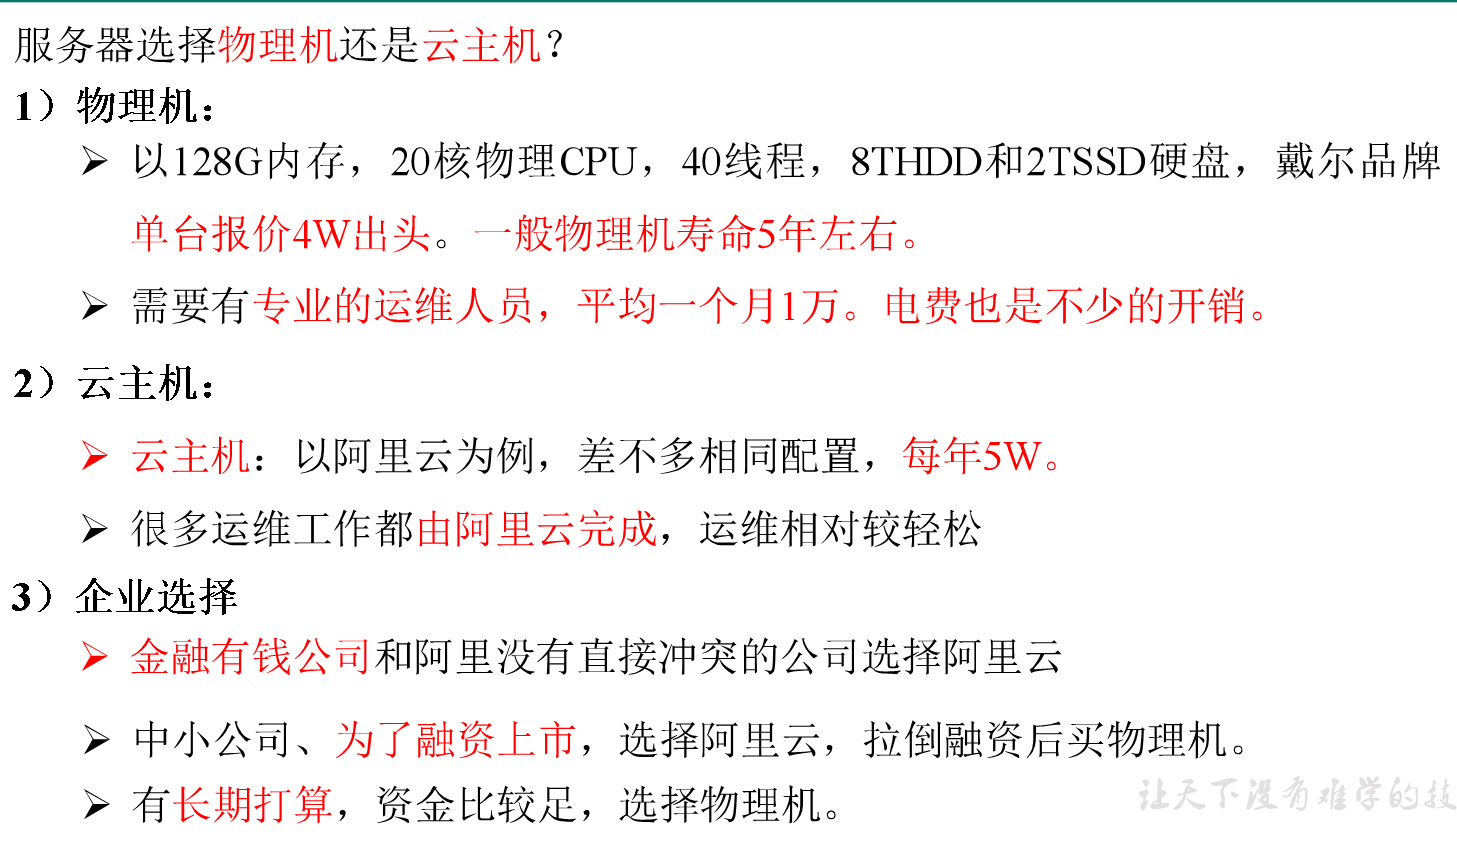 服务器选择物理机还是云主机？
1）物理机：
➢ 以128G内存，20核物理CPU，40线程，8THDD和2TSSD硬盘，戴尔品牌
单台报价4W出头。一般物理机寿命5年左右。
➢ 需要有专业的运维人员，平均一个月1万。电费也是不少的开销。
2）云主机：
➢ 云主机：以阿里云为例，差不多相同配置，每年5W。
➢ 很多运维工作都由阿里云完成，运维相对较轻松
3）企业选择
➢ 金融有钱公司和阿里没有直接冲突的公司选择阿里云
➢ 中小公司、为了融资上市，选择阿里云，拉倒融资后买物理机。
➢ 有长期打算，资金比较足，选择物理机。
让天下没有难学的技